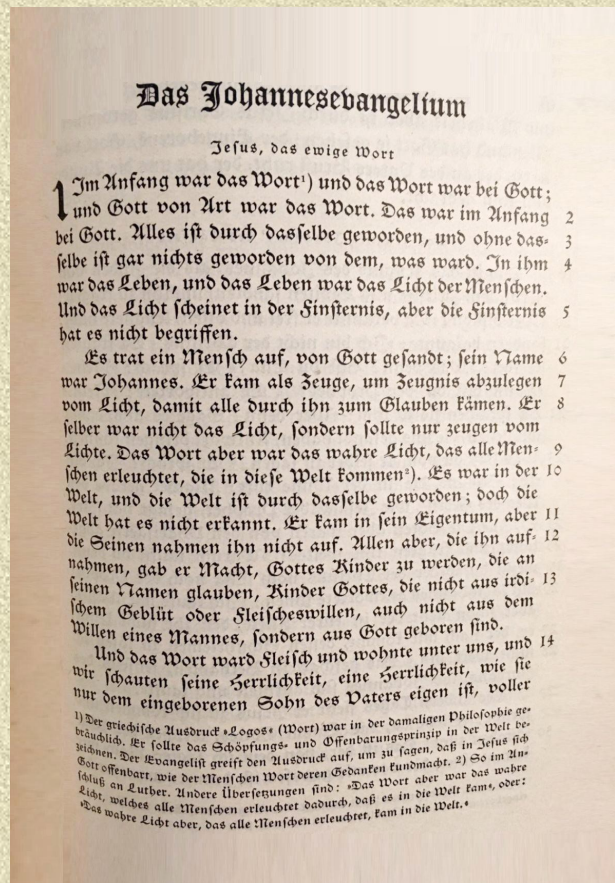 Das Johannesevangelium
Jesus, das ewige Wort
1 Im Anfang war das Wort¹) und das Wort war bei Gott;
und Gott von Art war das Wort. Das war im Anfang 2
bei Gott. Alles ist durch dasselbe geworden, und ohne das- 3
selbe ist gar nichts geworden von dem, was ward. In ihm 4
war das Leben, und das Leben war das Licht der Menschen.
Und das Licht scheinet in der Finsternis, aber die Finsternis 5
hat es nicht begriffen.
Es trat ein Mensch auf, von Gott gesandt; sein Name 6
war Johannes. Er kam als Zeuge, um Zeugnis abzulegen 7
vom Licht, damit alle durch ihn zum Glauben kämen. Er 8
selber war nicht das Licht, sondern sollte nur zeugen vom
Lichte. Das Wort aber war das wahre Licht, das alle Men- 9
schen erleuchtet, die in diese Welt kommen²). Es war in der 10
Welt, und die Welt ist durch dasselbe geworden; doch die
Welt hat es nicht erkannt. Er kam in sein Eigentum, aber 11
die Seinen nahmen ihn nicht auf. Allen aber, die ihn auf- 12
nahmen, gab er Macht, Gottes Kinder zu werden, die an
seinen Namen glauben, Kinder Gottes, die nicht aus irdi- 13
schem Geblüt oder Fleischeswillen, auch nicht aus dem
Willen eines Mannes, sondern aus Gott geboren sind.
Und das Wort ward Fleisch und wohnte unter uns, und 14
wir schauten seine Herrlichkeit, eine Herrlichkeit, wie sie
nur dem eingeborenen Sohn des Vaters eigen ist, voller
1) Der griechische Ausdruck »Logos« (Wort) war in der damaligen Philosophie ge-
bräuchlich. Er sollte das Schöpfungs- und Offenbarungsprinzip in der Welt be-
zeichnen. Der Evangelist greift den Ausdruck auf, um zu sagen, daß in Jesus sich
Gott offenbart, wie der Menschen Wort deren Gedanken kundmacht. 2) So im An-
schluß an Luther. Andere Übersetzungen sind: »Das Wort aber war das wahre
Licht, welches alle Menschen erleuchtet dadurch, daß es in die Welt kam«, oder:
»Das wahre Licht aber, das alle Menschen erleuchtet, kam in die Welt.«